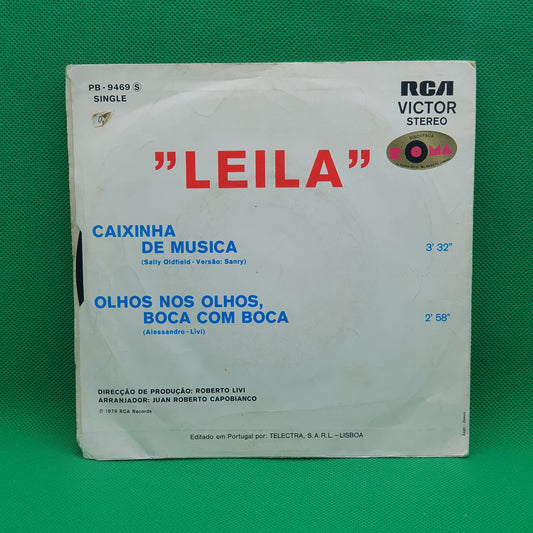 PB - 9469 Ⓢ
SINGLE
RCA
VICTOR
STEREO
DISCOTECA
ROMA
"LEILA"
CAIXINHA
DE MUSICA
3' 32"
(Sally Oldfield - Versão: Sanry)
OLHOS NOS OLHOS,
BOCA COM BOCA
2' 58"
(Alessandro - Livi)
DIRECÇÃO DE PRODUÇÃO: ROBERTO LIVI
ARRANJADOR: JUAN ROBERTO CAPOBIANCO
℗ 1979 RCA Records
Editado em Portugal por: TELECTRA, S.A.R.L. – LISBOA